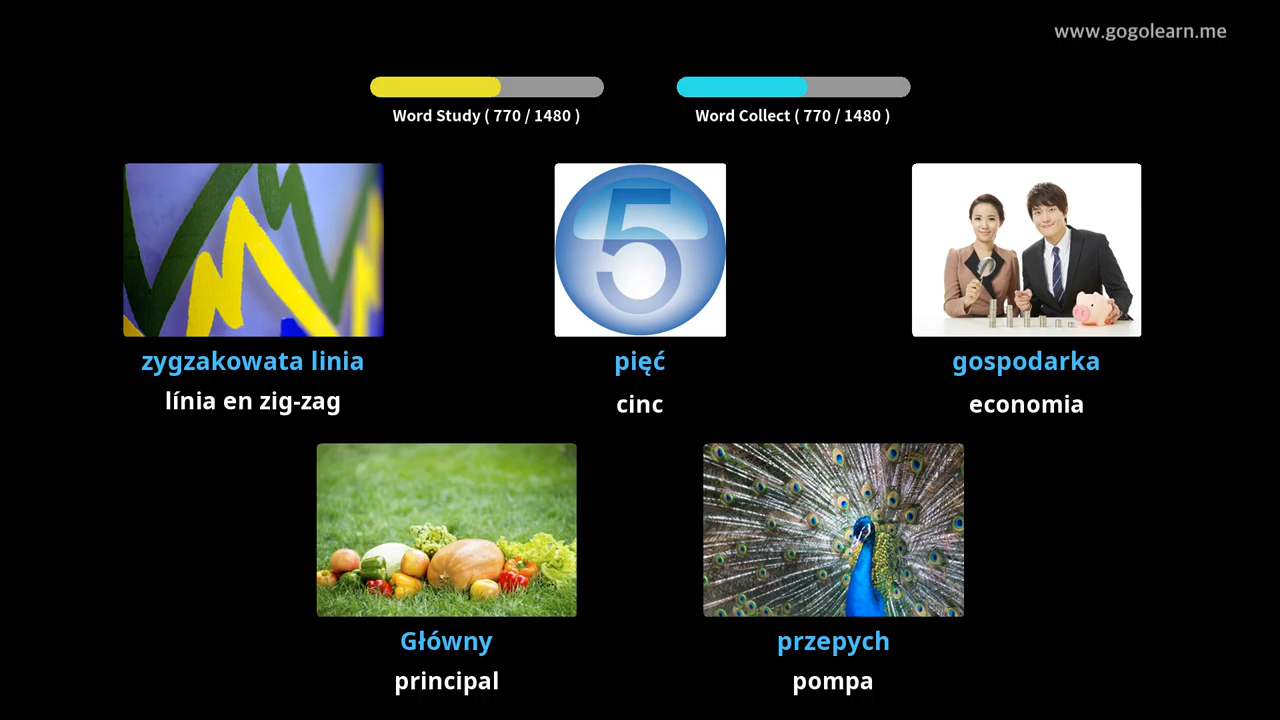 www.gogolearn.me
Word Study ( 770 / 1480 )
Word Collect ( 770 / 1480 )
5
zygzakowata linia
línia en zig-zag
pięć
cinc
gospodarka
economia
Główny
principal
przepych
pompa